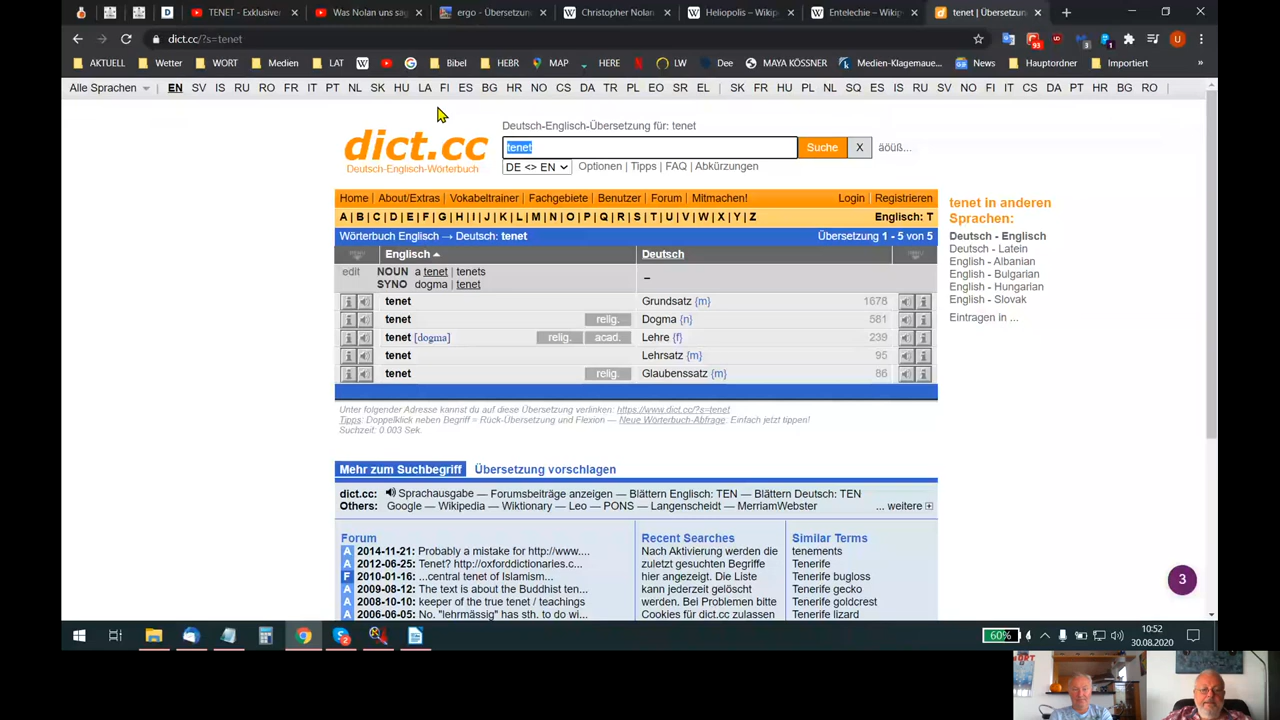 TENET - Exklusiver
Was Nolan uns sag
ergo - Übersetzung
Christopher Nolan
Heliopolis – Wikipe
Entelechie – Wikipe
tenet | Übersetzun
dict.cc/?s=tenet
AKTUELL
Wetter
WORT
Medien
LAT
Bibel
HEBR
MAP
HERE
N
LW
Dee
MAYA KÖSSNER
Medien-Klagemaue...
News
Hauptordner
Importiert
Alle Sprachen EN SV IS RU RO FR IT PT NL SK HU LA FI ES BG HR NO CS DA TR PL EO SR EL | SK FR HU PL NL SQ ES IS RU SV NO FI IT CS DA PT HR BG RO |
Deutsch-Englisch-Übersetzung für: tenet
dict.cc
Deutsch-Englisch-Wörterbuch
tenet
Suche
X
äöüß...
DE <> EN
Optionen | Tipps | FAQ | Abkürzungen
Home | About/Extras | Vokabeltrainer | Fachgebiete | Benutzer | Forum | Mitmachen!
Login | Registrieren
A | B | C | D | E | F | G | H | I | J | K | L | M | N | O | P | Q | R | S | T | U | V | W | X | Y | Z
Englisch: T
Wörterbuch Englisch → Deutsch: tenet
Übersetzung 1 - 5 von 5
Englisch
Deutsch
edit NOUN a tenet | tenets –
SYNO dogma | tenet
tenet Grundsatz {m} 1678
tenet relig. Dogma {n} 581
tenet [dogma] relig. acad. Lehre {f} 239
tenet Lehrsatz {m} 95
tenet relig. Glaubenssatz {m} 86
tenet in anderen
Sprachen:
Deutsch - Englisch
Deutsch - Latein
English - Albanian
English - Bulgarian
English - Hungarian
English - Slovak
Eintragen in ...
Unter folgender Adresse kannst du auf diese Übersetzung verlinken: https://www.dict.cc/?s=tenet
Tipps: Doppelklick neben Begriff = Rück-Übersetzung und Flexion — Neue Wörterbuch-Abfrage. Einfach jetzt tippen!
Suchzeit: 0.003 Sek.
Mehr zum Suchbegriff
Übersetzung vorschlagen
dict.cc: Sprachausgabe — Forumsbeiträge anzeigen — Blättern Englisch: TEN — Blättern Deutsch: TEN
Others: Google — Wikipedia — Wiktionary — Leo — PONS — Langenscheidt — MerriamWebster
... weitere
Forum
A 2014-11-21: Probably a mistake for http://www....
A 2012-06-25: Tenet? http://oxforddictionaries.c...
F 2010-01-16: ...central tenet of Islamism...
A 2009-08-12: The text is about the Buddhist ten...
A 2008-10-10: keeper of the true tenet / teachings
A 2006-06-05: No. "lehrmässig" has sth. to do wi...
Recent Searches
Nach Aktivierung werden die
zuletzt gesuchten Begriffe
hier angezeigt. Die Liste
kann jederzeit gelöscht
werden. Bei Problemen bitte
Cookies für dict.cc zulassen
Similar Terms
tenements
Tenerife
Tenerife bugloss
Tenerife gecko
Tenerife goldcrest
Tenerife lizard
3
60%
10:52
30.08.2020